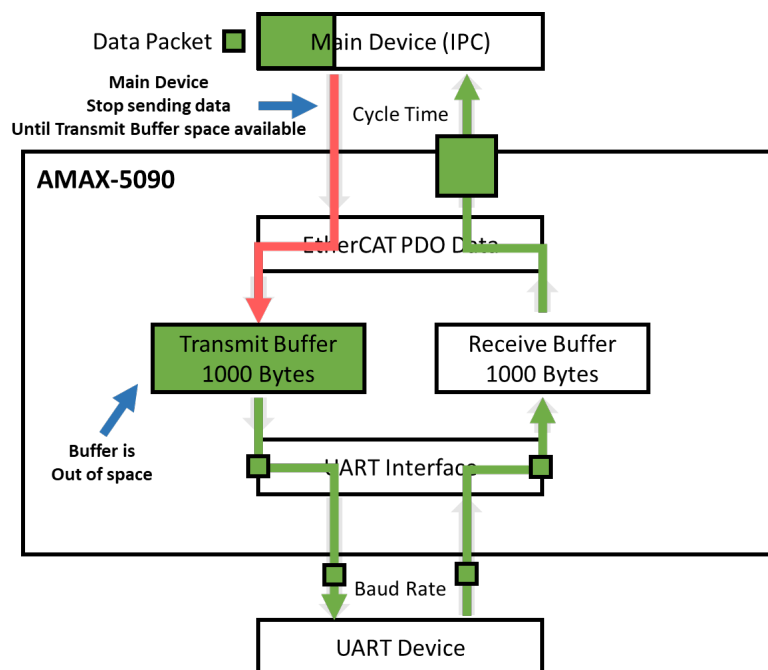 Data Packet
Main Device (IPC)
Main Device
Stop sending data
Until Transmit Buffer space available
Cycle Time
AMAX-5090
EtherCAT PDO Data
Transmit Buffer
1000 Bytes
Receive Buffer
1000 Bytes
Buffer is
Out of space
UART Interface
Baud Rate
UART Device